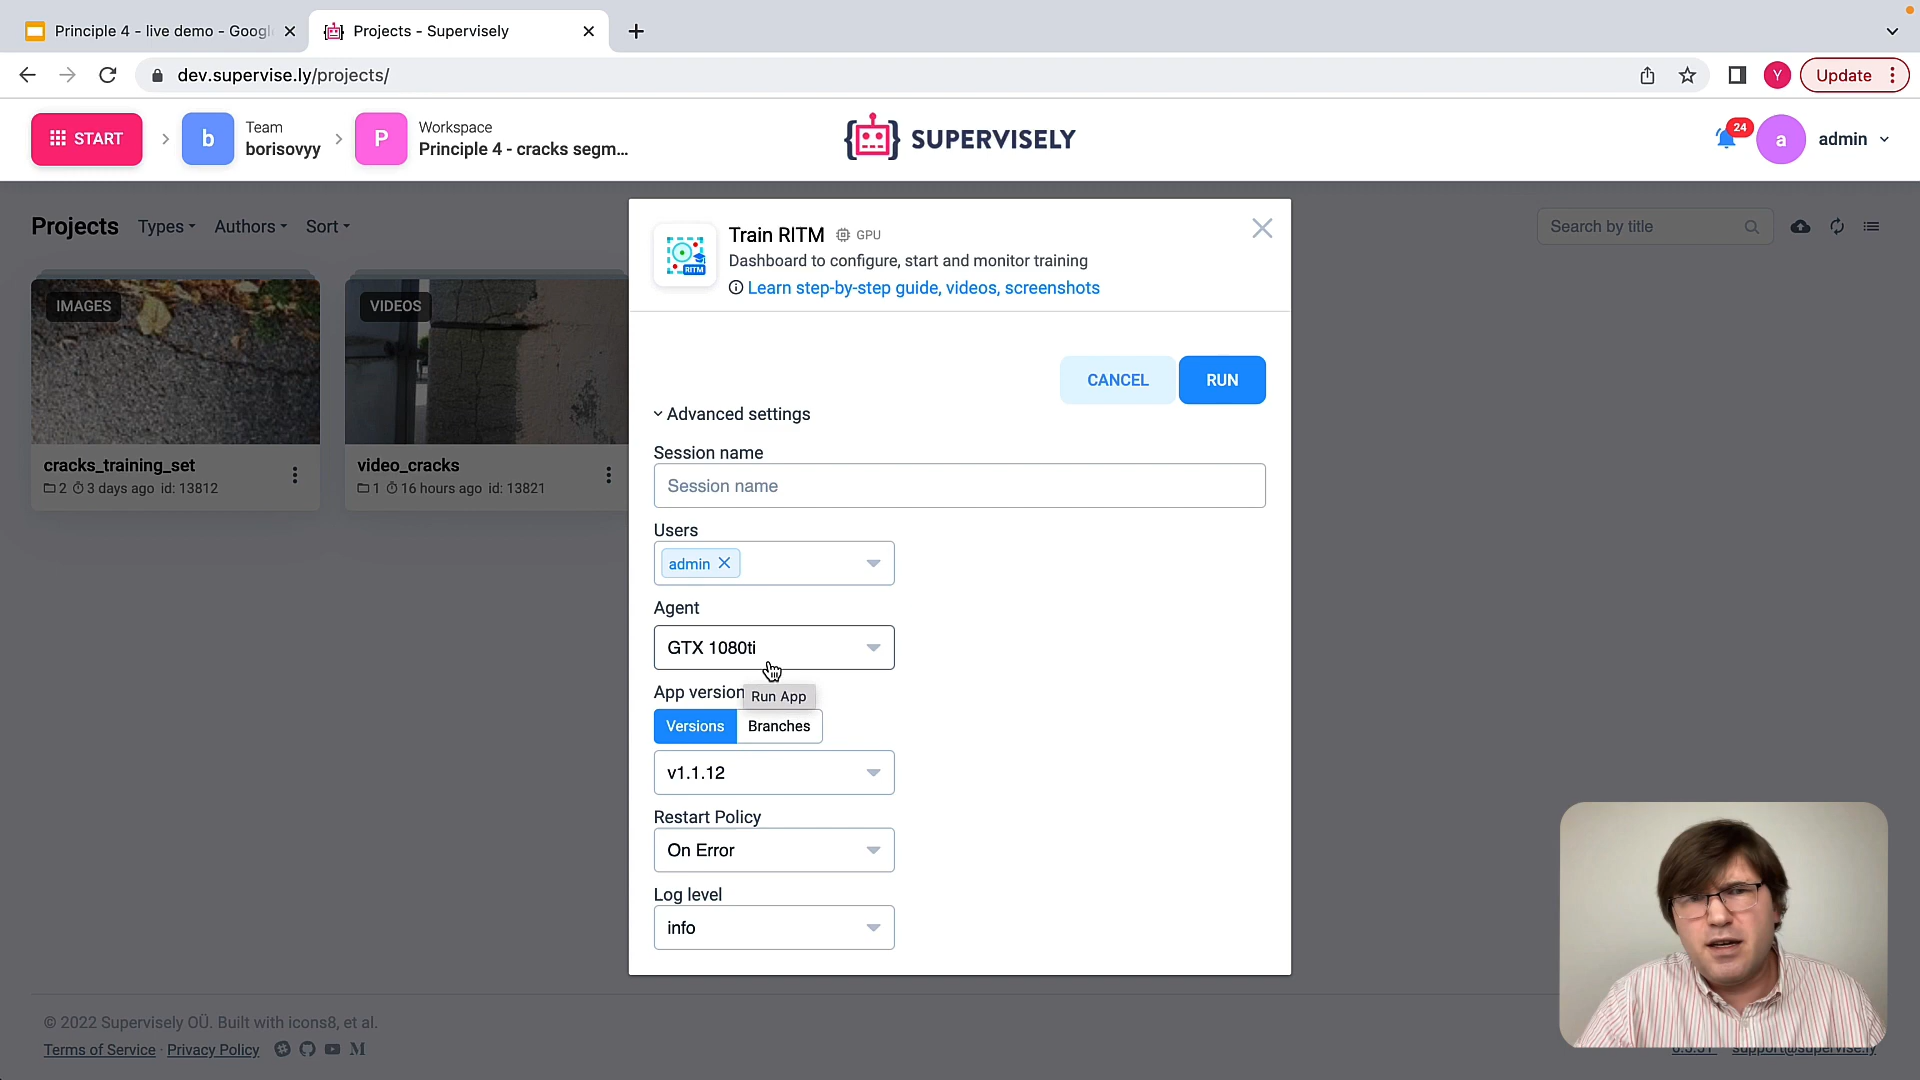 Principle 4 - live demo - Googl
Projects - Supervisely
dev.supervise.ly/projects/
Y
Update
START
b
Team
borisovyy
P
Workspace
Principle 4 - cracks segm...
SUPERVISELY
24
a
admin
Projects
Types
Authors
Sort
Search by title
IMAGES
cracks_training_set
2
3 days ago
id: 13812
VIDEOS
video_cracks
1
16 hours ago
id: 13821
RITM
Train RITM
GPU
Dashboard to configure, start and monitor training
Learn step-by-step guide, videos, screenshots
CANCEL
RUN
Advanced settings
Session name
Session name
Users
admin
Agent
GTX 1080ti
App version
Run App
Versions
Branches
v1.1.12
Restart Policy
On Error
Log level
info
© 2022 Supervisely OÜ. Built with icons8, et al.
Terms of Service · Privacy Policy
support@supervise.ly